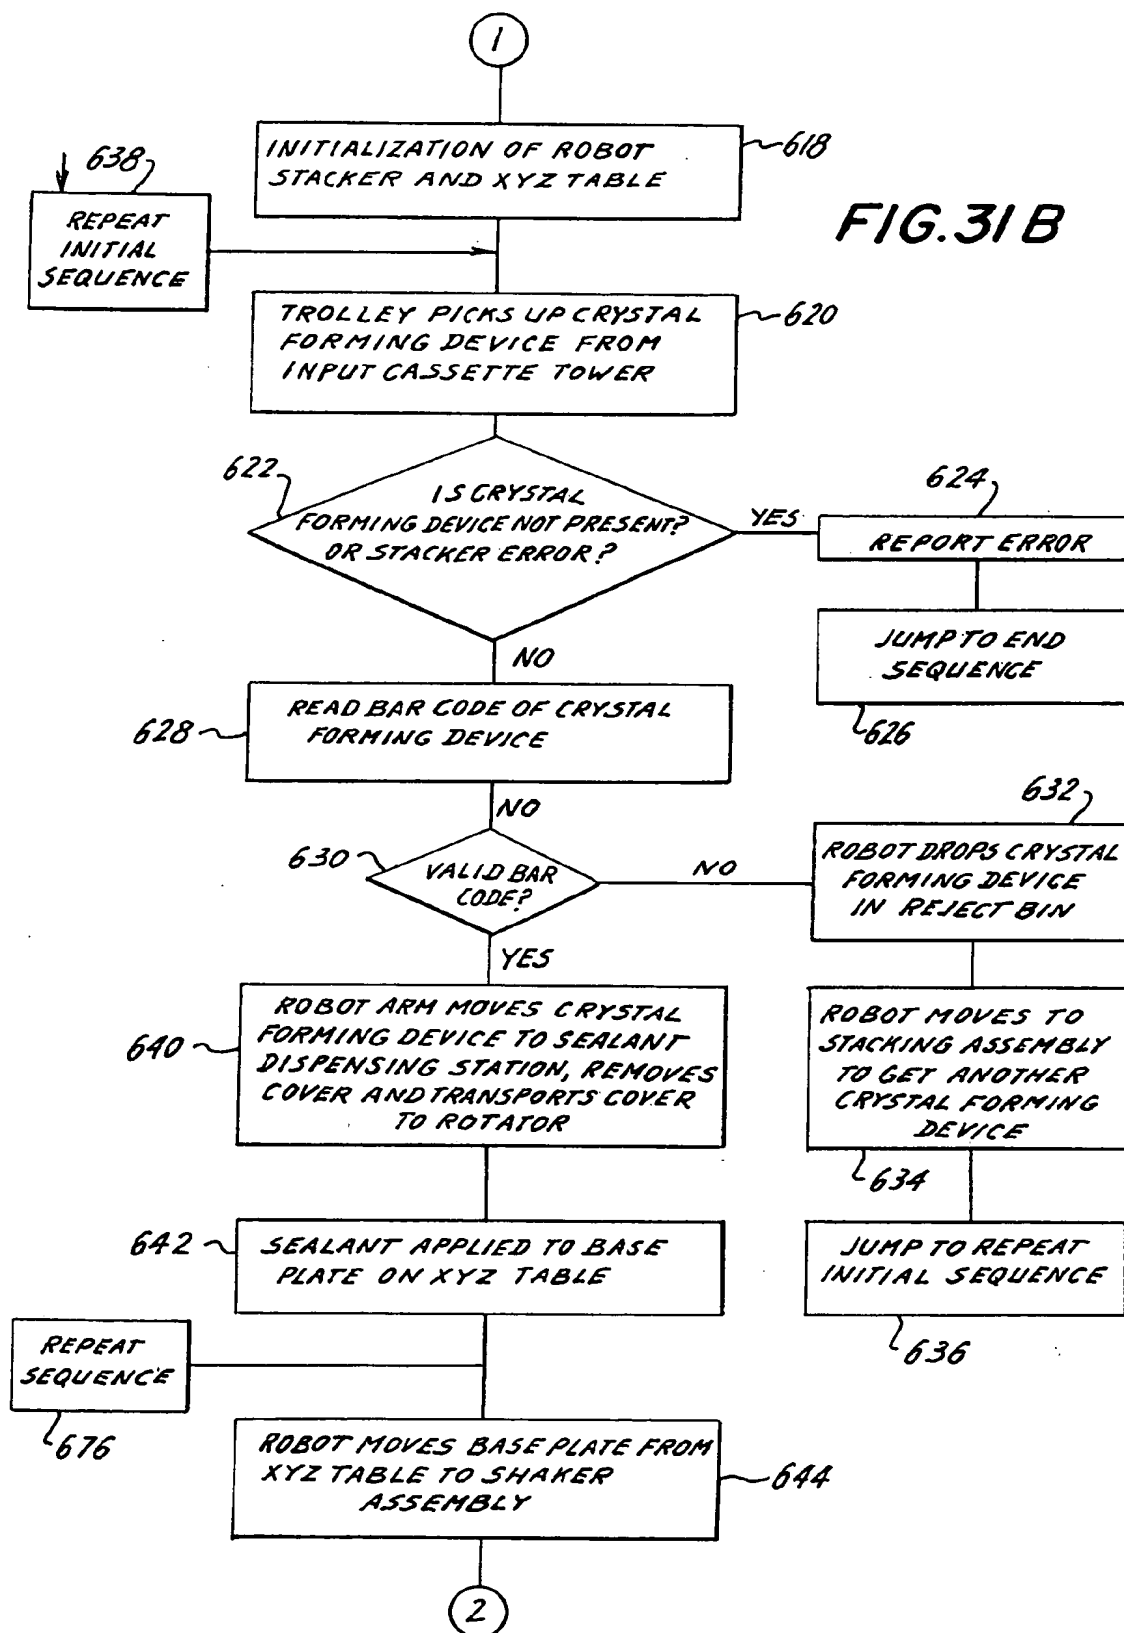 1
INITIALIZATION OF ROBOT
STACKER AND XYZ TABLE
618
638
REPEAT
INITIAL
SEQUENCE
FIG. 31B
TROLLEY PICKS UP CRYSTAL
FORMING DEVICE FROM
INPUT CASSETTE TOWER
620
622
IS CRYSTAL
FORMING DEVICE NOT PRESENT?
OR STACKER ERROR?
YES
624
REPORT ERROR
JUMP TO END
SEQUENCE
626
NO
READ BAR CODE OF CRYSTAL
FORMING DEVICE
628
NO
630
VALID BAR
CODE?
NO
632
ROBOT DROPS CRYSTAL
FORMING DEVICE
IN REJECT BIN
YES
ROBOT ARM MOVES CRYSTAL
FORMING DEVICE TO SEALANT
DISPENSING STATION, REMOVES
COVER AND TRANSPORTS COVER
TO ROTATOR
640
ROBOT MOVES TO
STACKING ASSEMBLY
TO GET ANOTHER
CRYSTAL FORMING
DEVICE
634
642
SEALANT APPLIED TO BASE
PLATE ON XYZ TABLE
JUMP TO REPEAT
INITIAL SEQUENCE
636
REPEAT
SEQUENCE
676
ROBOT MOVES BASE PLATE FROM
XYZ TABLE TO SHAKER
ASSEMBLY
644
2